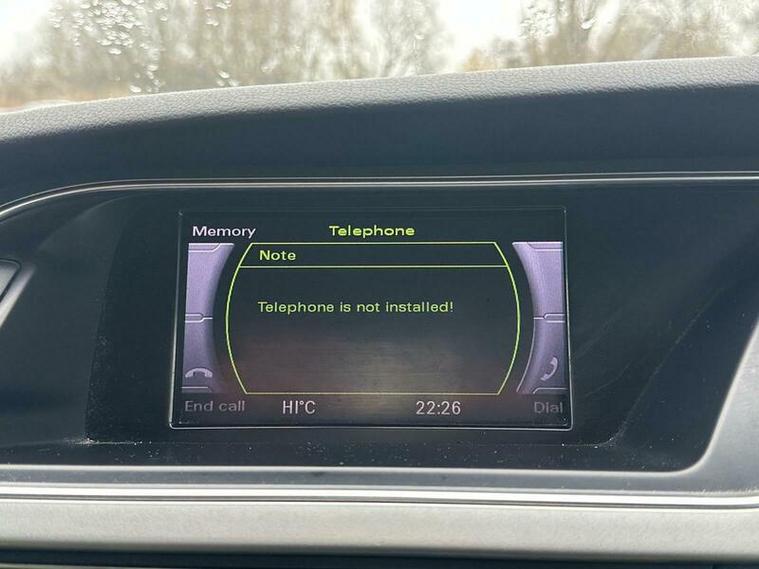 Memory Telephone
Note
Telephone is not installed!
End call HI°C 22:26 Dial